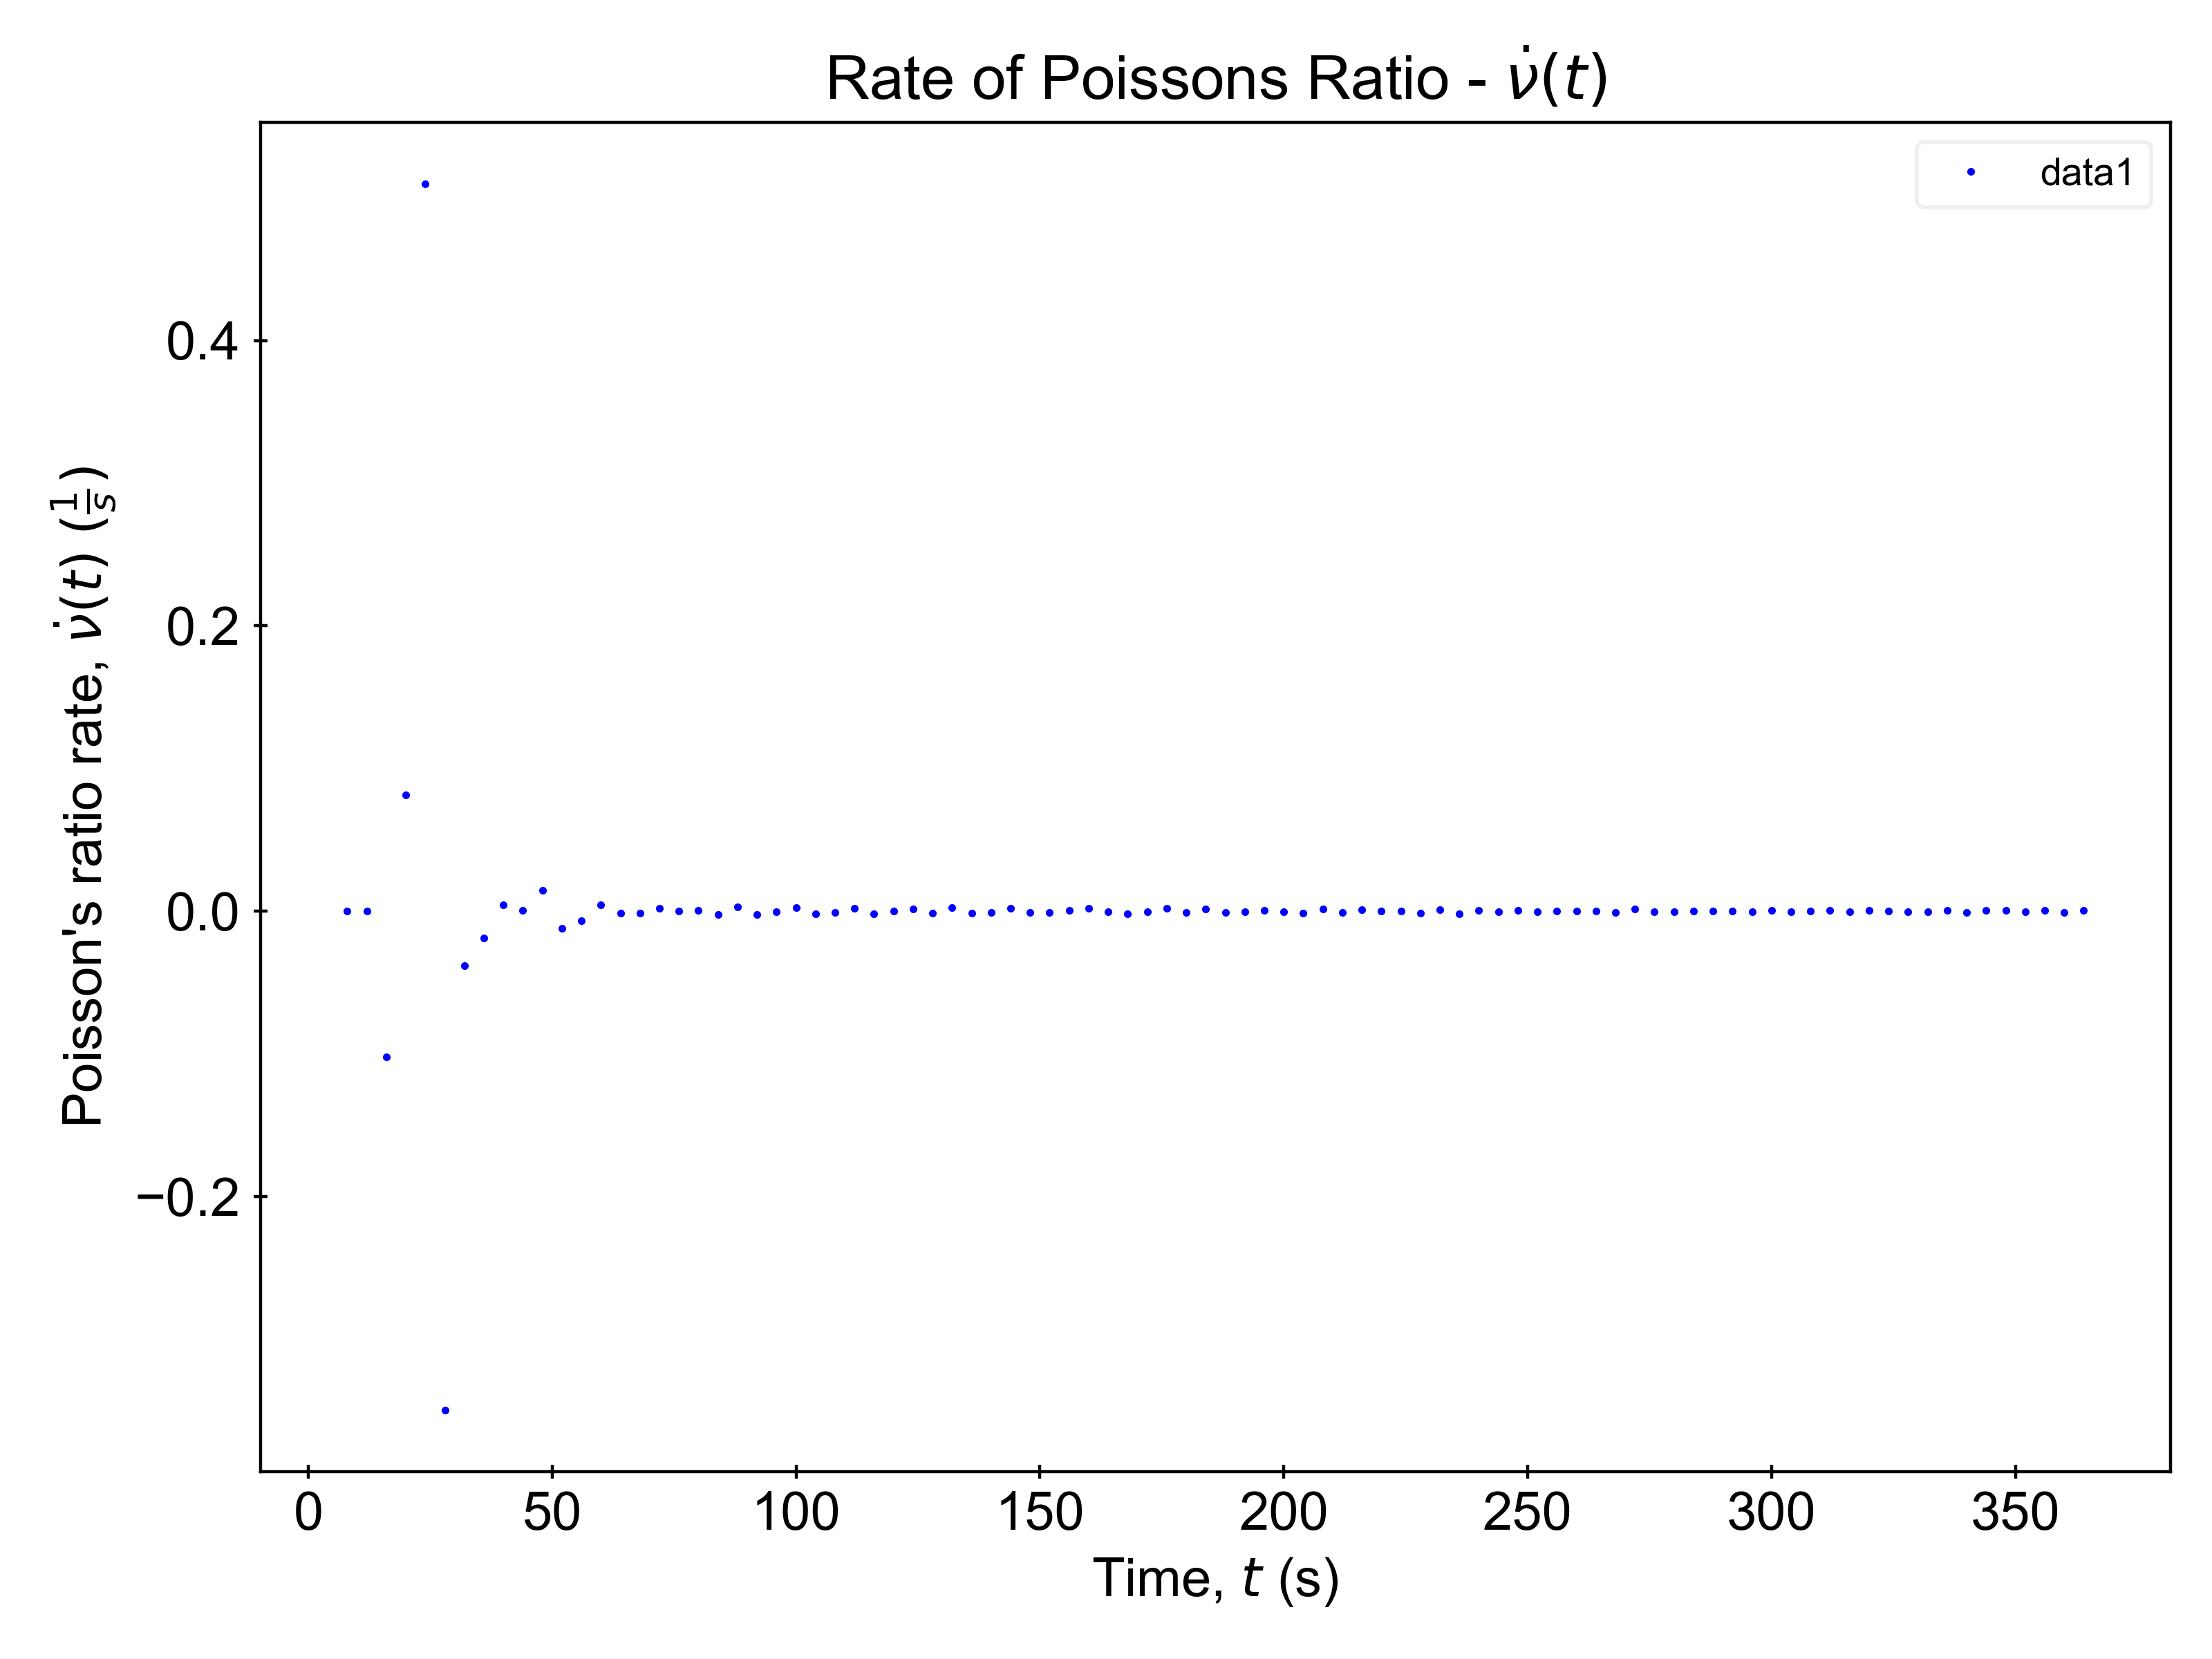 Rate of Poissons Ratio - ν̇(t)
data1
Poisson's ratio rate, ν̇(t) (1/s)
0.4
0.2
0.0
−0.2
0 50 100 150 200 250 300 350
Time, t (s)